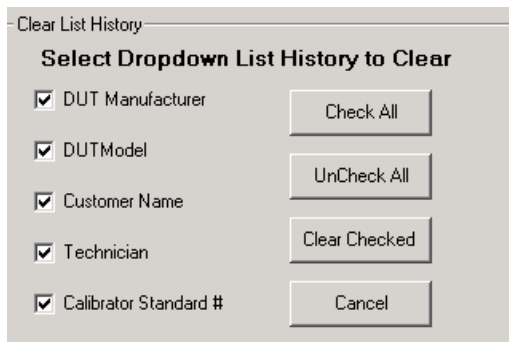 Clear List History
Select Dropdown List History to Clear
DUT Manufacturer
Check All
DUTModel
UnCheck All
Customer Name
Clear Checked
Technician
Calibrator Standard #
Cancel